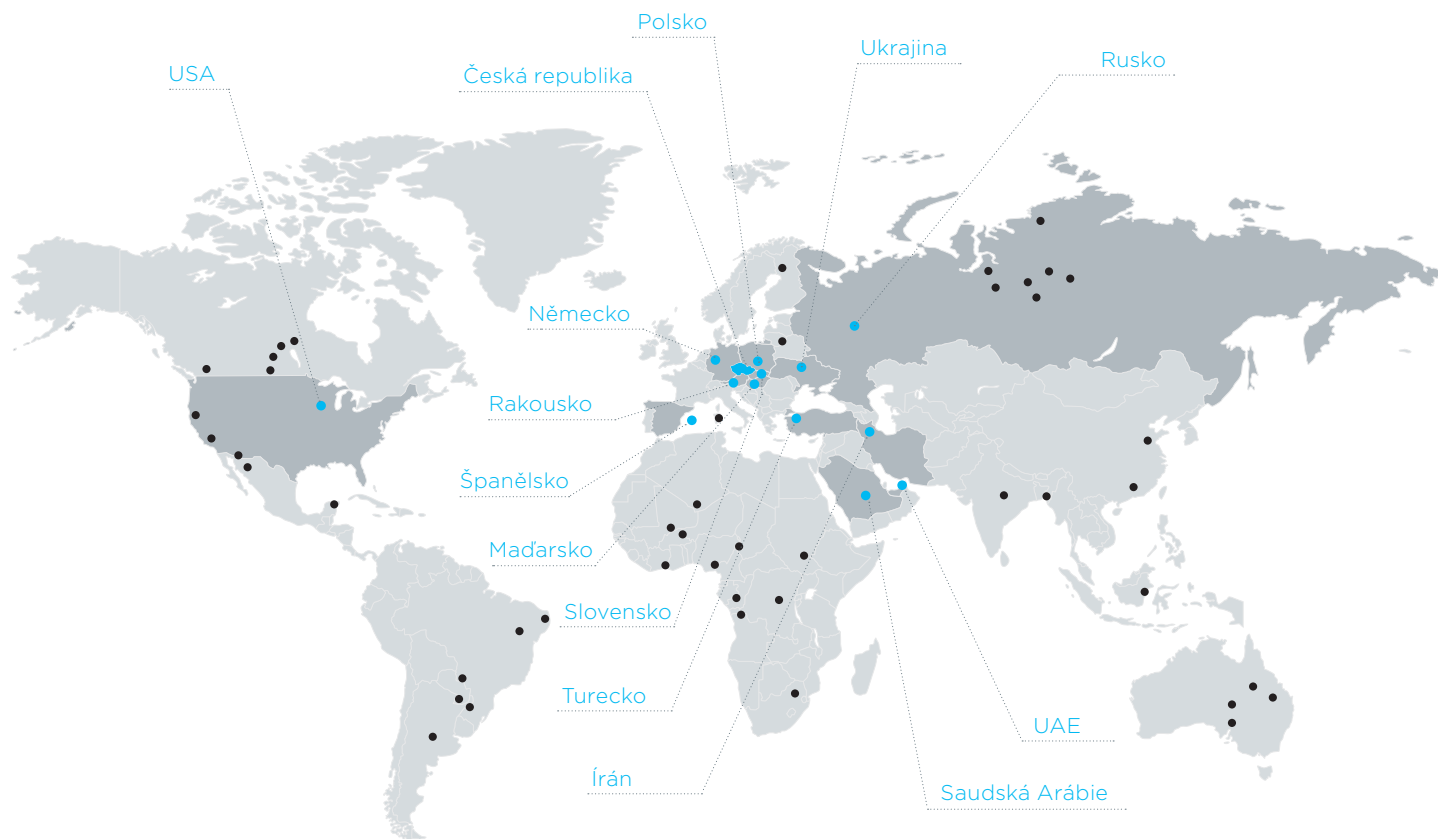 Polsko
Ukrajina
Rusko
USA
Česká republika
Německo
Rakousko
Španělsko
Maďarsko
Slovensko
Turecko
UAE
Írán
Saudská Arábie